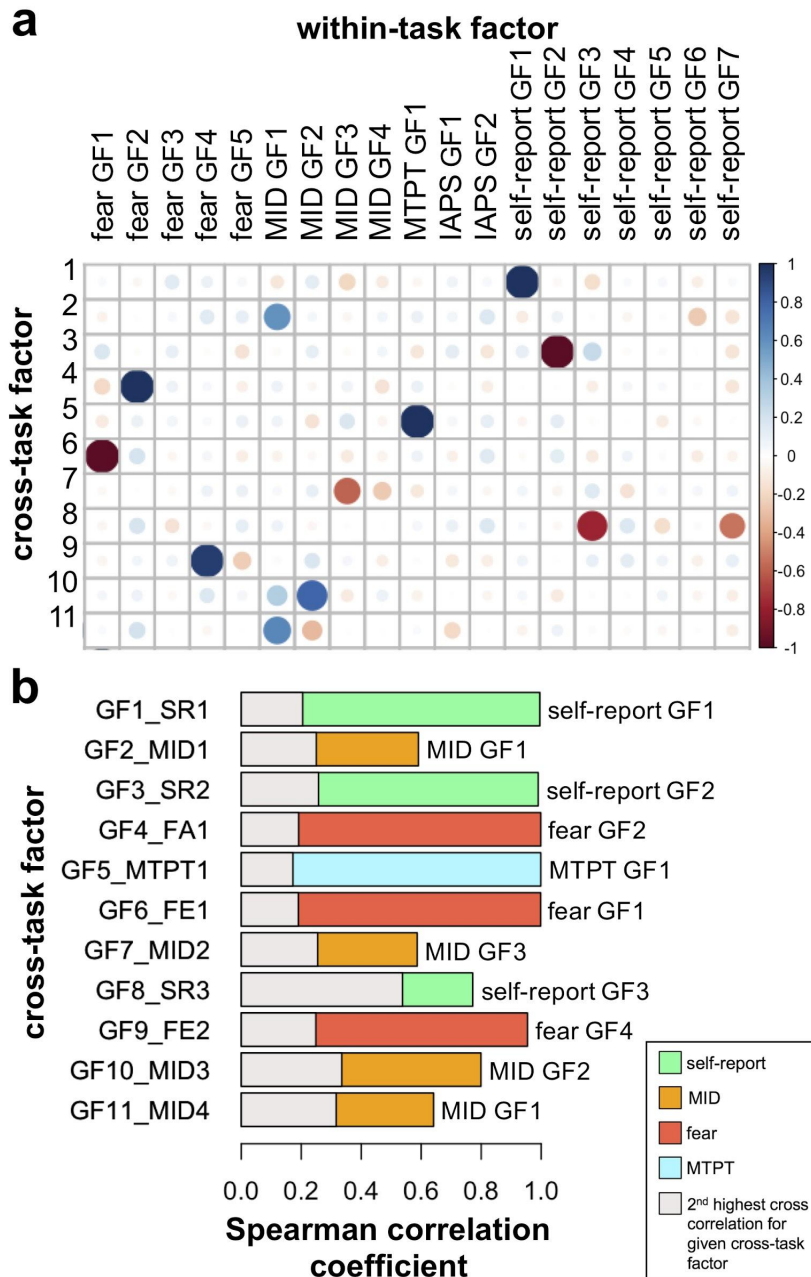 a
within-task factor
fear GF1
fear GF2
fear GF3
fear GF4
fear GF5
MID GF1
MID GF2
MID GF3
MID GF4
MTPT GF1
IAPS GF1
IAPS GF2
self-report GF1
self-report GF2
self-report GF3
self-report GF4
self-report GF5
self-report GF6
self-report GF7
cross-task factor
1
2
3
4
5
6
7
8
9
10
11
1
0.8
0.6
0.4
0.2
0
-0.2
-0.4
-0.6
-0.8
-1
b
cross-task factor
GF1_SR1 self-report GF1
GF2_MID1 MID GF1
GF3_SR2 self-report GF2
GF4_FA1 fear GF2
GF5_MTPT1 MTPT GF1
GF6_FE1 fear GF1
GF7_MID2 MID GF3
GF8_SR3 self-report GF3
GF9_FE2 fear GF4
GF10_MID3 MID GF2
GF11_MID4 MID GF1
0.0 0.2 0.4 0.6 0.8 1.0
Spearman correlation
coefficient
self-report
MID
fear
MTPT
2nd highest cross
correlation for
given cross-task
factor